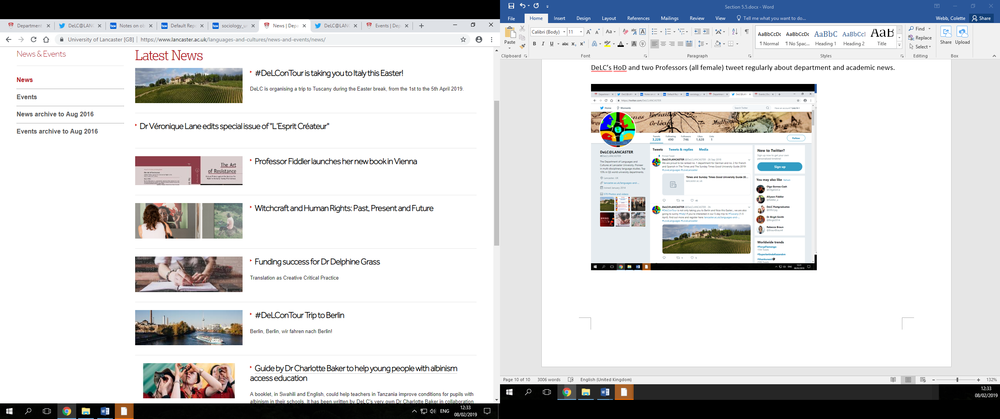 Department
DeLC@LANC
Notes on ob
Default Repo
sociology_ur
News | Depa
DeLC@LANC
Events | Dep
University of Lancaster [GB] | https://www.lancaster.ac.uk/languages-and-cultures/news-and-events/news/
News & Events
News
Events
News archive to Aug 2016
Events archive to Aug 2016
Latest News
#DeLConTour is taking you to Italy this Easter!
DeLC is organising a trip to Tuscany during the Easter break, from the 1st to the 5th April 2019.
Dr Véronique Lane edits special issue of "L'Esprit Créateur"
The Art
of Resistance
Professor Fiddler launches her new book in Vienna
Witchcraft and Human Rights: Past, Present and Future
Funding success for Dr Delphine Grass
Translation as Creative Critical Practice
#DeLConTour Trip to Berlin
Berlin, Berlin, wir fahren nach Berlin!
Guide by Dr Charlotte Baker to help young people with albinism
access education
A booklet, in Swahili and English, could help teachers in Tanzania improve conditions for pupils with
albinism in their schools. It has been written by DeLC's very own Dr Charlotte Baker in collaboration
ENG
12:33
08/02/2019
Section 5.5.docx - Word
File Home Insert Design Layout References Mailings Review View Tell me what you want to do...
Webb, Colette Share
Paste
Calibri (Body) 11
AaBbCcDc AaBbCcDc AaBbC AaBbCcl AaB
¶ Normal ¶ No Spac... Heading 1 Heading 2 Title
Find
Replace
Select
Share Upload
Clipboard Font Paragraph Styles Editing Box
DeLC's HoD and two Professors (all female) tweet regularly about department and academic news.
https://twitter.com/DeLCLANCASTER
Home Moments
Search Twitter
Have an account? Log in
Versailles
Orléans
Tweets Following Followers Likes Lists
3,228 490 746 1,628 1
Follow
DeLC@LANCASTER
@DeLCLANCASTER
The Department of Languages and
Cultures at Lancaster University. Pioneer
in multi-disciplinary language studies. Top
15% in QS world university departments.
Lancaster, UK
lancaster.ac.uk/languages-and-...
Joined January 2014
570 Photos and videos
Tweets Tweets & replies Media
Pinned Tweet
DeLC@LANCASTER @DeLCLANCASTER · 26 Sep 2018
We are proud to be ranked no. 1 department for German and no. 2 for French
and Spanish in The Times and The Sunday Times Good University Guide 2019!
#LoveLanguages #LoveLancaster
Times and Sunday Times Good University Guide 20...
lancaster.ac.uk
14 45
DeLC@LANCASTER @DeLCLANCASTER · 3h
#DeLConTour is not only taking you to Berlin and Nice this Easter... we are also
going to sunny #Italy! If you're interested in our 5-day trip to #Tuscany (1-5
April), find out more and register here: lancaster.ac.uk/languages-and-...
#LoveLanguages #LoveLancaster
1 5
New to Twitter?
Sign up now to get your own
personalized timeline!
Sign up
You may also like · Refresh
Olga Gomez-Cash
@OlgaGoCa
Allyson Fiddler
@fiddler_a
DeLC Postgraduates
@DELCpg
Dr Birgit Smith
@Birgit2014
Rebecca Braun
@BraunBraun4
Worldwide trends
#ForçaFlamengo
155K Tweets
#SuperbetindeKazandım
#thankunext
ENG
12:31
08/02/2019
Page 10 of 10 3006 words English (United Kingdom)
132%
12:33
08/02/2019